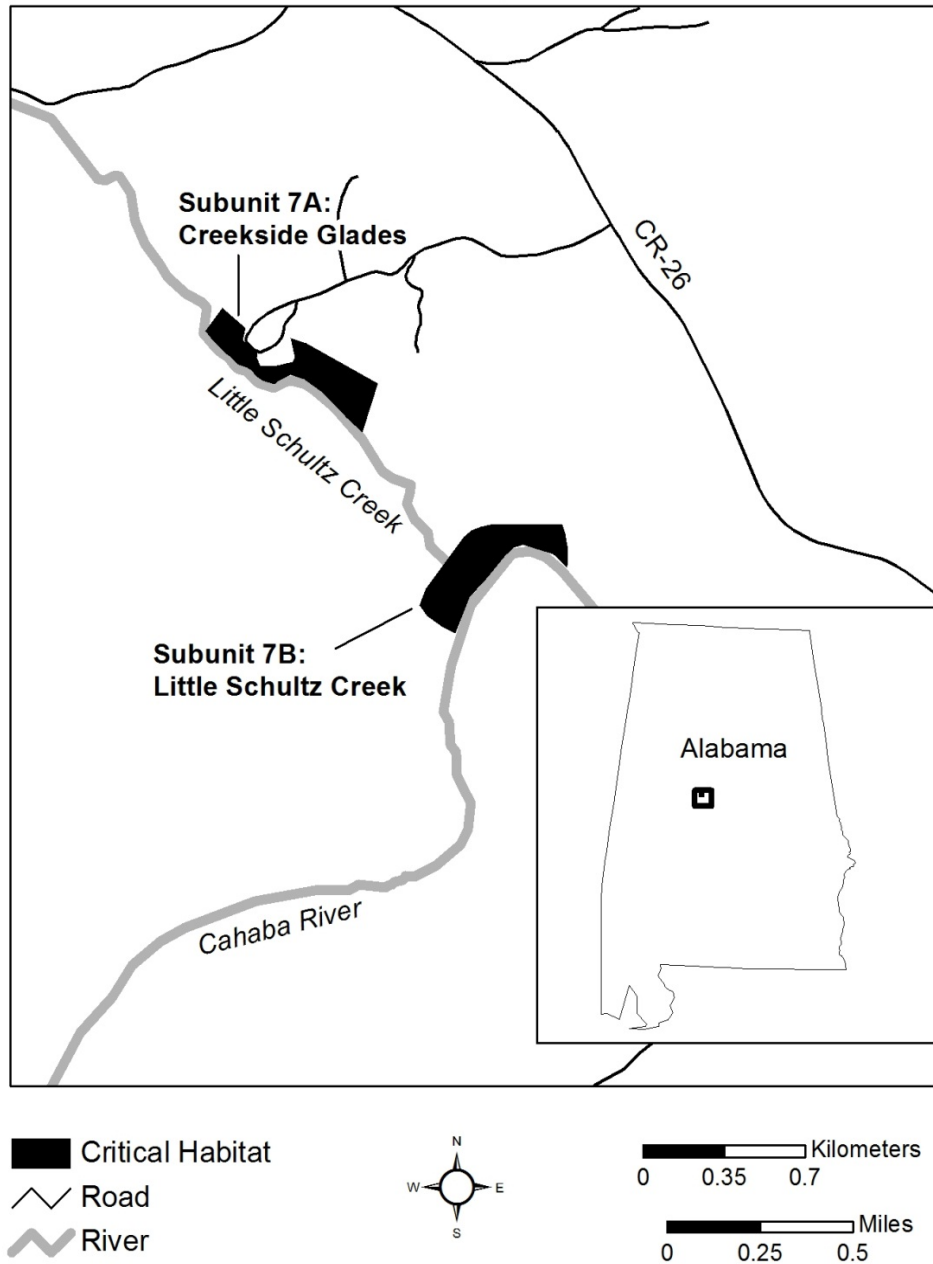 Subunit 7A:
Creekside Glades
CR-26
Little Schultz Creek
Subunit 7B:
Little Schultz Creek
Alabama
Cahaba River
Critical Habitat
Road
River
N
W
E
S
Kilometers
0 0.35 0.7
Miles
0 0.25 0.5